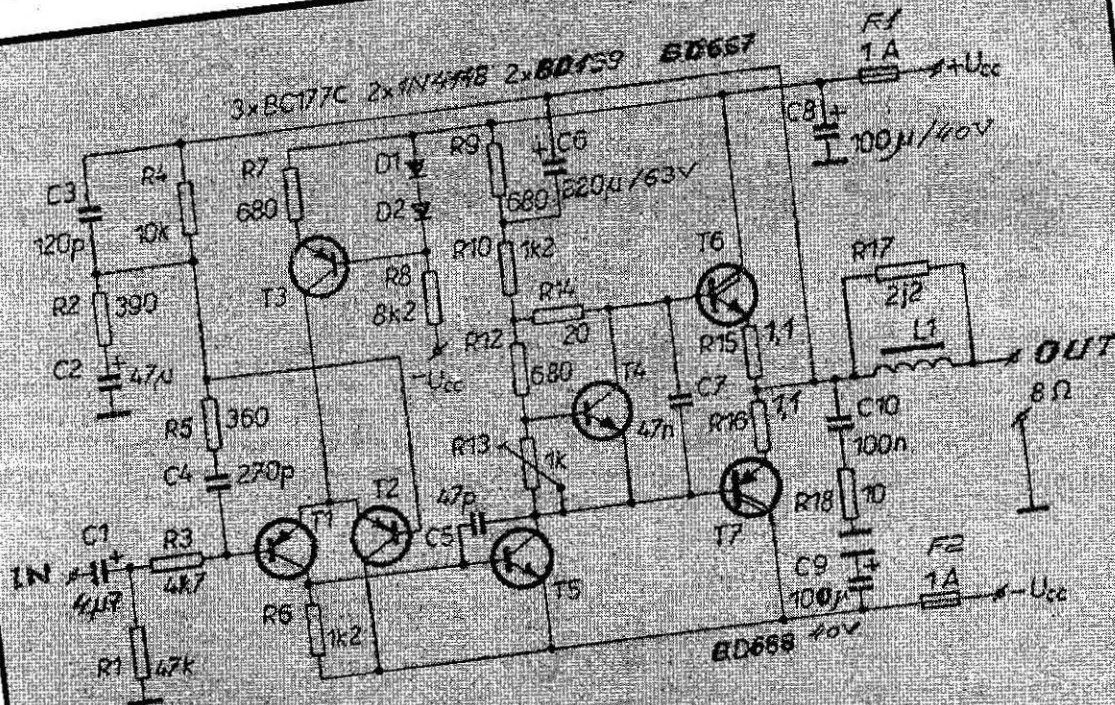 3xBC177C 2x1N4148 2xBD139 BD667
F1
1A
+Ucc
C8 +
100µ/40V
C3
120p
R4
10k
R7
680
D1
D2
R9
680
+ C6
220µ/63V
R10
1k2
T6
R17
2j2
L1
OUT
8Ω
R2
390
T3
R8
8k2
-Ucc
R14
20
R12
680
R15
1,1
C2 +
47µ
T4
C7
47n
R16
1,1
C10
100n
R5
360
C4
270p
R13
1k
R18
10
T7
IN
C1 +
4µ7
R3
4k7
T1
T2
47p
C5
T5
C9 +
100µ
40V
F2
1A
-Ucc
R1
47k
R6
1k2
BD688